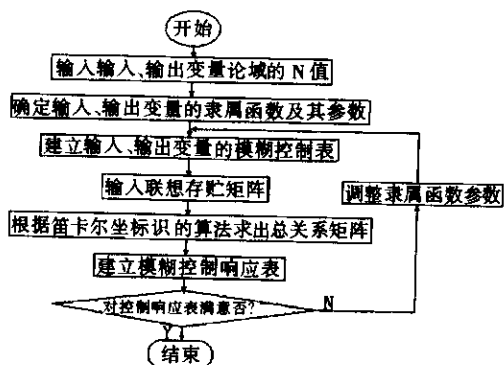 开始
输入输入、输出变量论域的N值
确定输入、输出变量的隶属函数及其参数
建立输入、输出变量的模糊控制表
输入联想存贮矩阵
调整隶属函数参数
根据笛卡尔坐标识的算法求出总关系矩阵
建立模糊控制响应表
对控制响应表满意否?
N
Y
结束